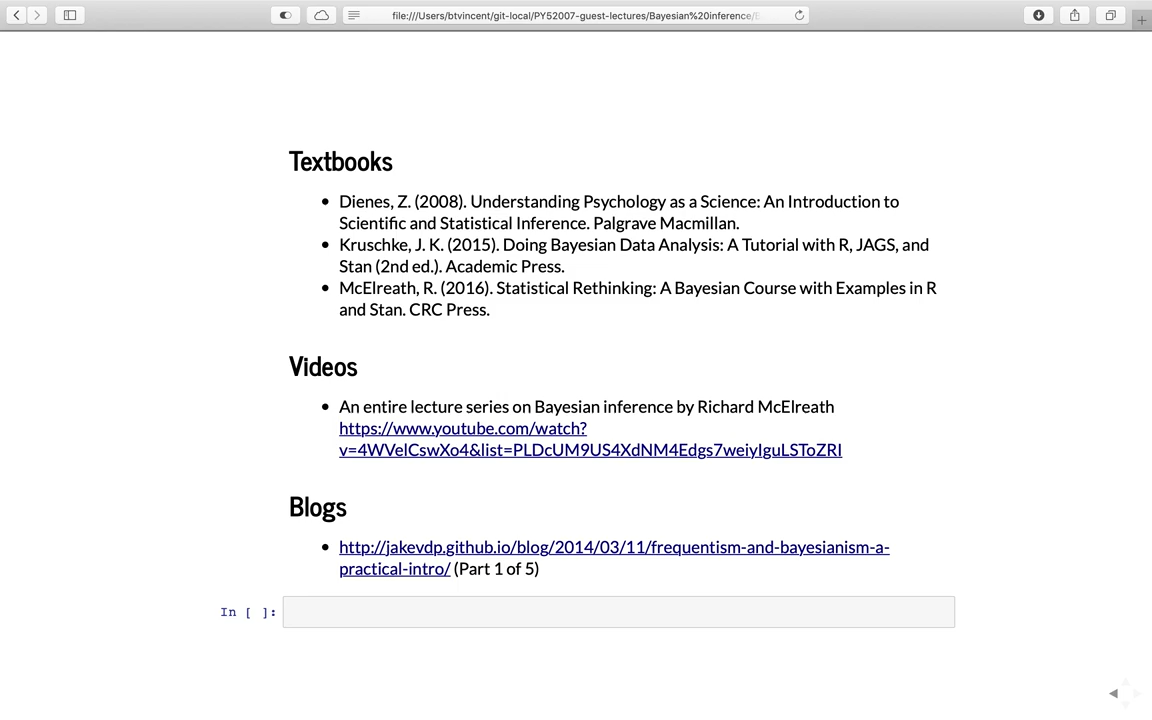 file:///Users/btvincent/git-local/PY52007-guest-lectures/Bayesian%20inference/
Textbooks
• Dienes, Z. (2008). Understanding Psychology as a Science: An Introduction to
Scientific and Statistical Inference. Palgrave Macmillan.
• Kruschke, J. K. (2015). Doing Bayesian Data Analysis: A Tutorial with R, JAGS, and
Stan (2nd ed.). Academic Press.
• McElreath, R. (2016). Statistical Rethinking: A Bayesian Course with Examples in R
and Stan. CRC Press.
Videos
• An entire lecture series on Bayesian inference by Richard McElreath
https://www.youtube.com/watch?
v=4WVelCswXo4&list=PLDcUM9US4XdNM4Edgs7weiyIguLSToZRI
Blogs
• http://jakevdp.github.io/blog/2014/03/11/frequentism-and-bayesianism-a-
practical-intro/ (Part 1 of 5)
In [ ]: